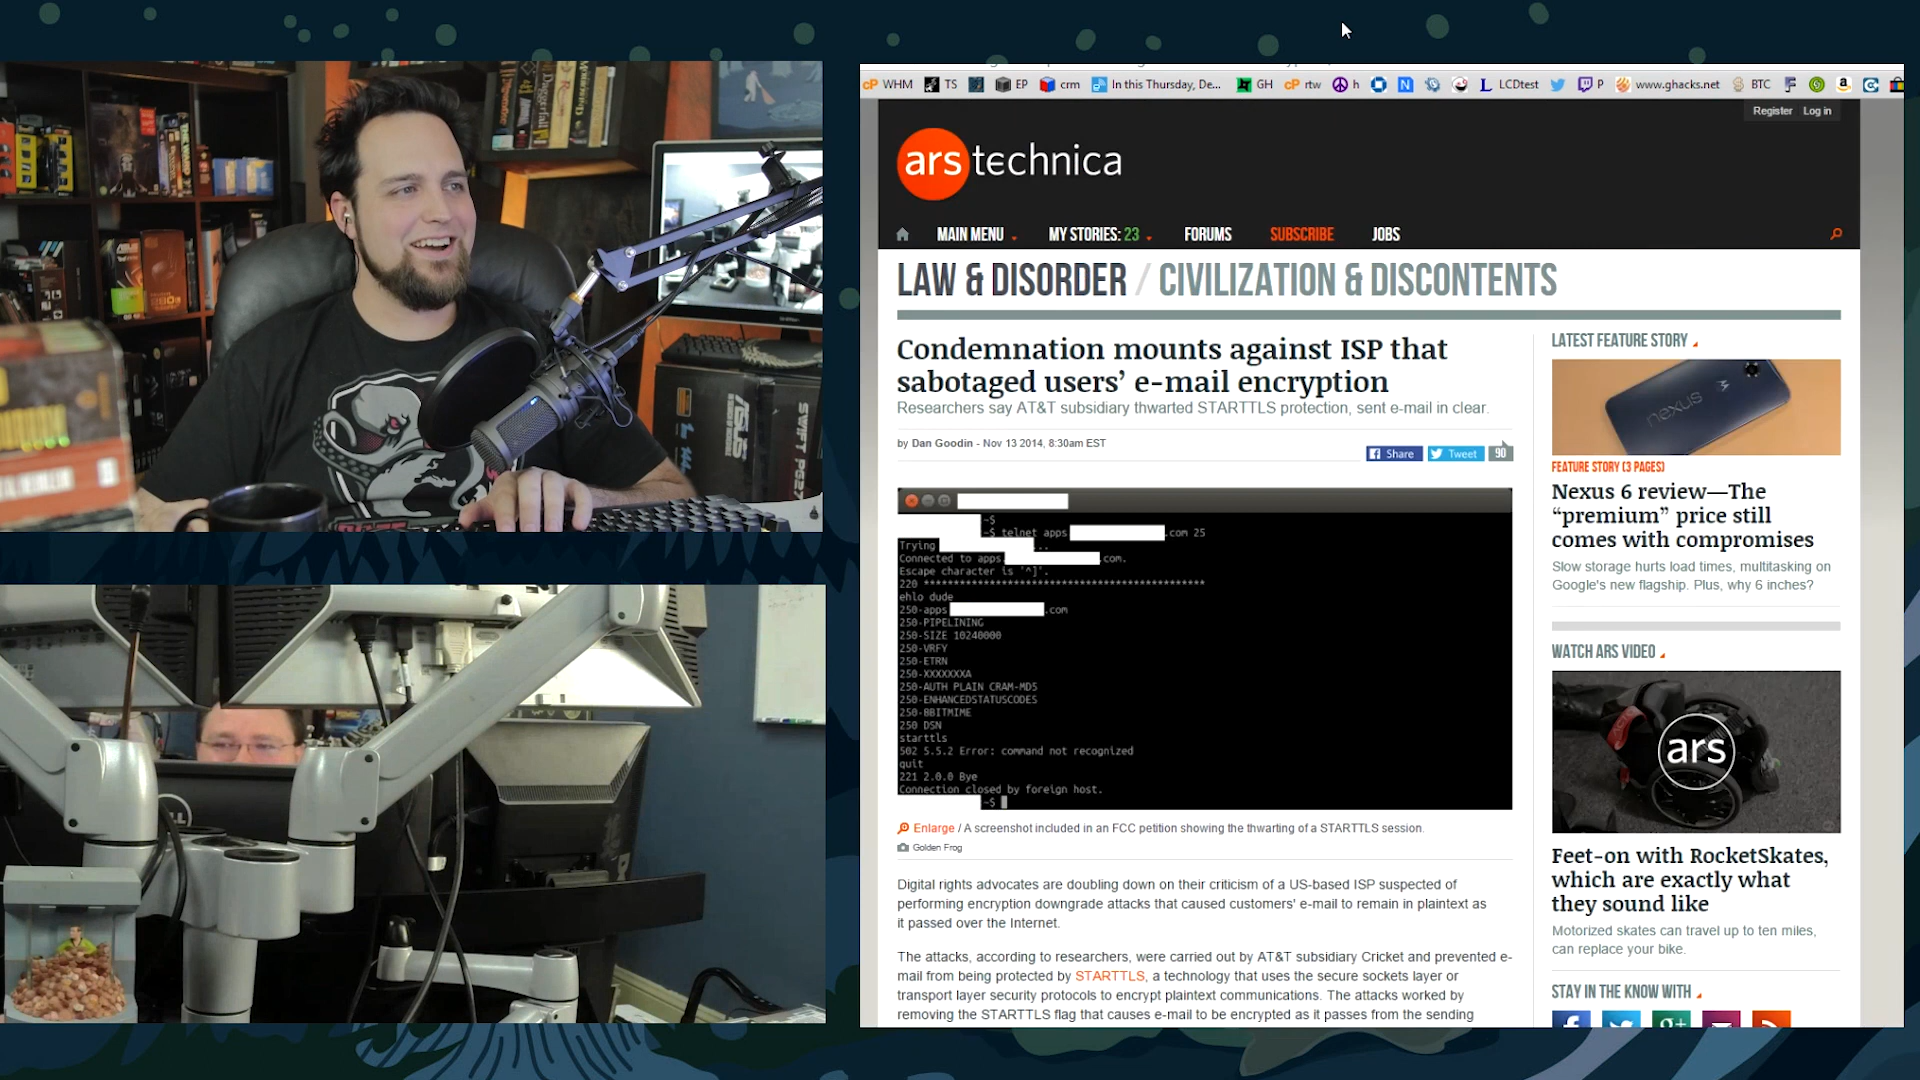 WHM
TS
EP
crm
In this Thursday, De...
GH
rtw
h
LCDtest
P
www.ghacks.net
BTC
Register Log in
ars technica
MAIN MENU
MY STORIES: 23
FORUMS
SUBSCRIBE
JOBS
LAW & DISORDER / CIVILIZATION & DISCONTENTS
Condemnation mounts against ISP that
sabotaged users’ e-mail encryption
Researchers say AT&T subsidiary thwarted STARTTLS protection, sent e-mail in clear.
by Dan Goodin - Nov 13 2014, 8:30am EST
Share
Tweet
90
~$
~$ telnet apps .com 25
Trying ...
Connected to apps. .com.
Escape character is '^]'.
220 ***********************************************
ehlo dude
250-apps .com
250-PIPELINING
250-SIZE 10240000
250-VRFY
250-ETRN
250-XXXXXXXA
250-AUTH PLAIN CRAM-MD5
250-ENHANCEDSTATUSCODES
250-8BITMIME
250 DSN
starttls
502 5.5.2 Error: command not recognized
quit
221 2.0.0 Bye
Connection closed by foreign host.
~$
Enlarge / A screenshot included in an FCC petition showing the thwarting of a STARTTLS session.
Golden Frog
Digital rights advocates are doubling down on their criticism of a US-based ISP suspected of
performing encryption downgrade attacks that caused customers' e-mail to remain in plaintext as
it passed over the Internet.
The attacks, according to researchers, were carried out by AT&T subsidiary Cricket and prevented e-
mail from being protected by STARTTLS, a technology that uses the secure sockets layer or
transport layer security protocols to encrypt plaintext communications. The attacks worked by
removing the STARTTLS flag that causes e-mail to be encrypted as it passes from the sending
LATEST FEATURE STORY
nexus
FEATURE STORY (3 PAGES)
Nexus 6 review—The
“premium” price still
comes with compromises
Slow storage hurts load times, multitasking on
Google's new flagship. Plus, why 6 inches?
WATCH ARS VIDEO
ars
Feet-on with RocketSkates,
which are exactly what
they sound like
Motorized skates can travel up to ten miles,
can replace your bike.
STAY IN THE KNOW WITH
Daggerfall
ASUS
SWIFT PG27